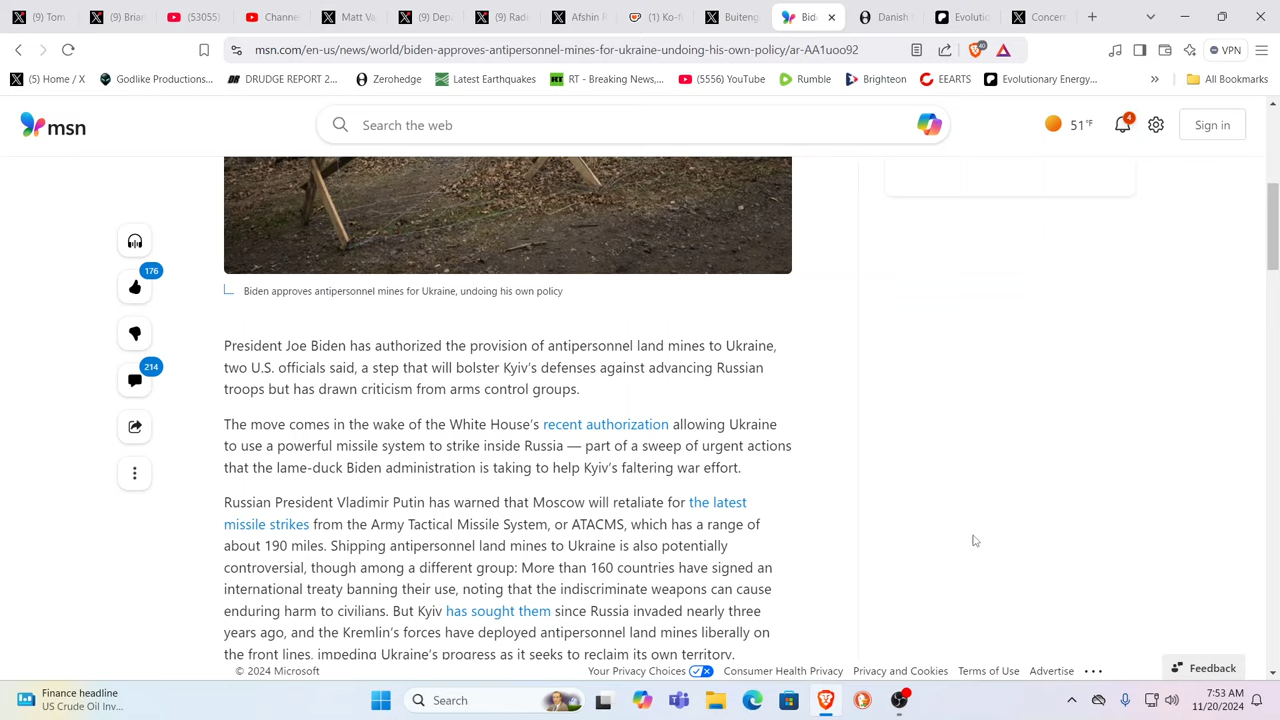 (9) Tom
(9) Brian
(53055)
Channel
Matt Va
(9) Depa
(9) Radi
Afshin R
(1) Ko-f
Buiteng
Bid
Danish
Evolutio
Concern
msn.com/en-us/news/world/biden-approves-antipersonnel-mines-for-ukraine-undoing-his-own-policy/ar-AA1uoo92
40
VPN
(5) Home / X
Godlike Productions...
DRUDGE REPORT 2...
Zerohedge
Latest Earthquakes
RT - Breaking News,...
(5556) YouTube
Rumble
Brighteon
EEARTS
Evolutionary Energy...
All Bookmarks
msn
Search the web
51°F
4
Sign in
176
214
Biden approves antipersonnel mines for Ukraine, undoing his own policy
President Joe Biden has authorized the provision of antipersonnel land mines to Ukraine,
two U.S. officials said, a step that will bolster Kyiv's defenses against advancing Russian
troops but has drawn criticism from arms control groups.
The move comes in the wake of the White House's recent authorization allowing Ukraine
to use a powerful missile system to strike inside Russia — part of a sweep of urgent actions
that the lame-duck Biden administration is taking to help Kyiv's faltering war effort.
Russian President Vladimir Putin has warned that Moscow will retaliate for the latest
missile strikes from the Army Tactical Missile System, or ATACMS, which has a range of
about 190 miles. Shipping antipersonnel land mines to Ukraine is also potentially
controversial, though among a different group: More than 160 countries have signed an
international treaty banning their use, noting that the indiscriminate weapons can cause
enduring harm to civilians. But Kyiv has sought them since Russia invaded nearly three
years ago, and the Kremlin's forces have deployed antipersonnel land mines liberally on
the front lines, impeding Ukraine's progress as it seeks to reclaim its own territory.
© 2024 Microsoft
Your Privacy Choices
Consumer Health Privacy
Privacy and Cookies
Terms of Use
Advertise
Feedback
Finance headline
US Crude Oil Inv...
Search
7:53 AM
11/20/2024